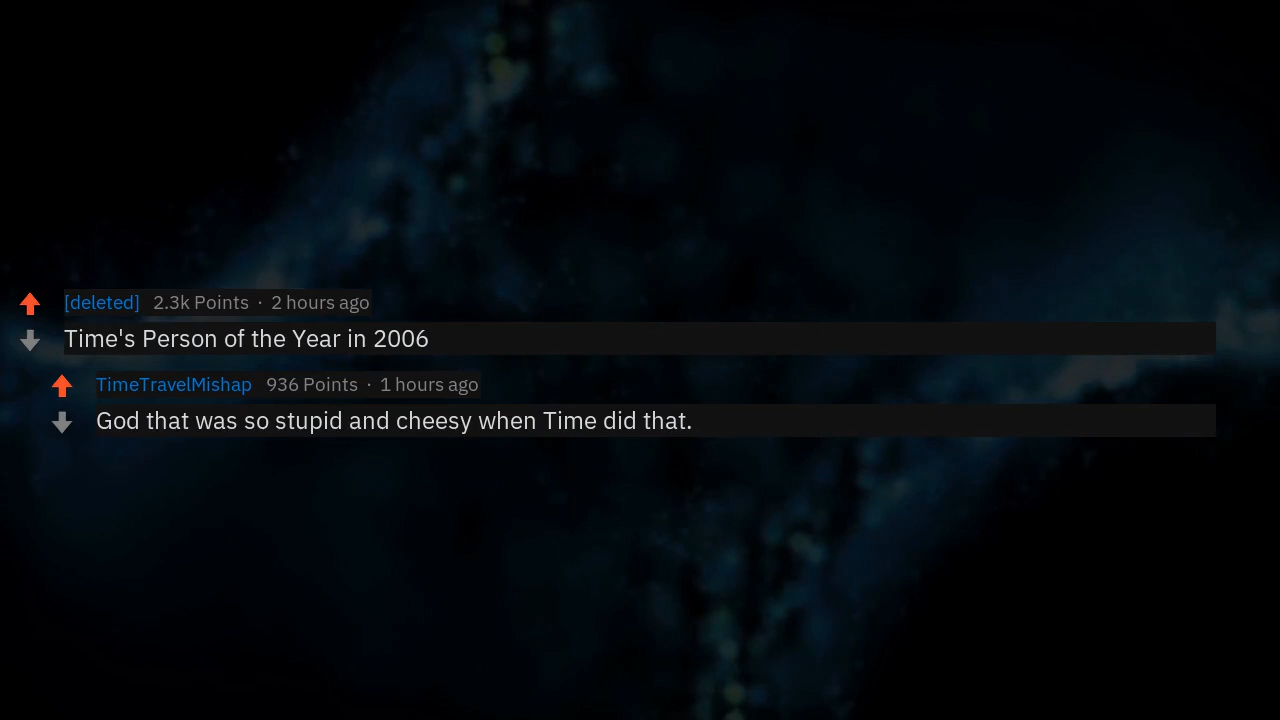 [deleted] 2.3k Points · 2 hours ago
Time's Person of the Year in 2006
TimeTravelMishap 936 Points · 1 hours ago
God that was so stupid and cheesy when Time did that.